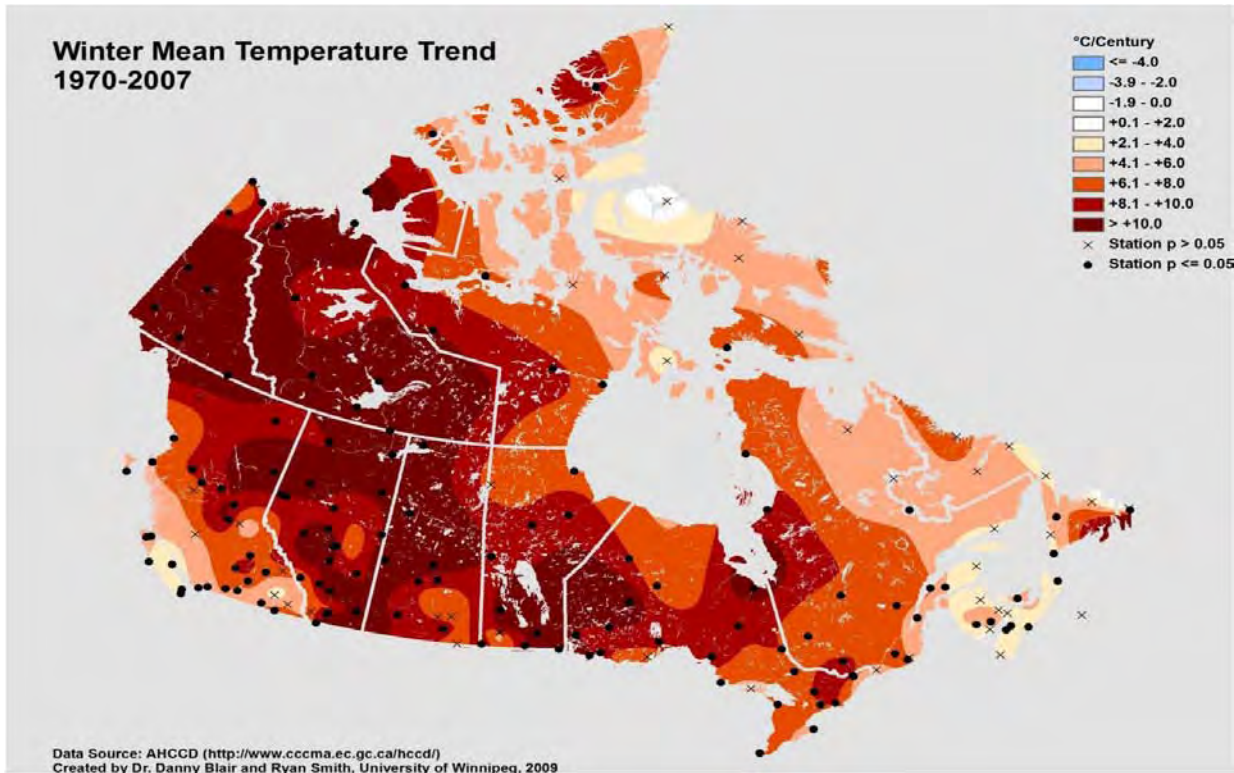 Winter Mean Temperature Trend
1970-2007
°C/Century
<= -4.0
-3.9 - -2.0
-1.9 - 0.0
+0.1 - +2.0
+2.1 - +4.0
+4.1 - +6.0
+6.1 - +8.0
+8.1 - +10.0
> +10.0
Station p > 0.05
Station p <= 0.05
Data Source: AHCCD (http://www.cccma.ec.gc.ca/hccd/)
Created by Dr. Danny Blair and Ryan Smith, University of Winnipeg, 2009